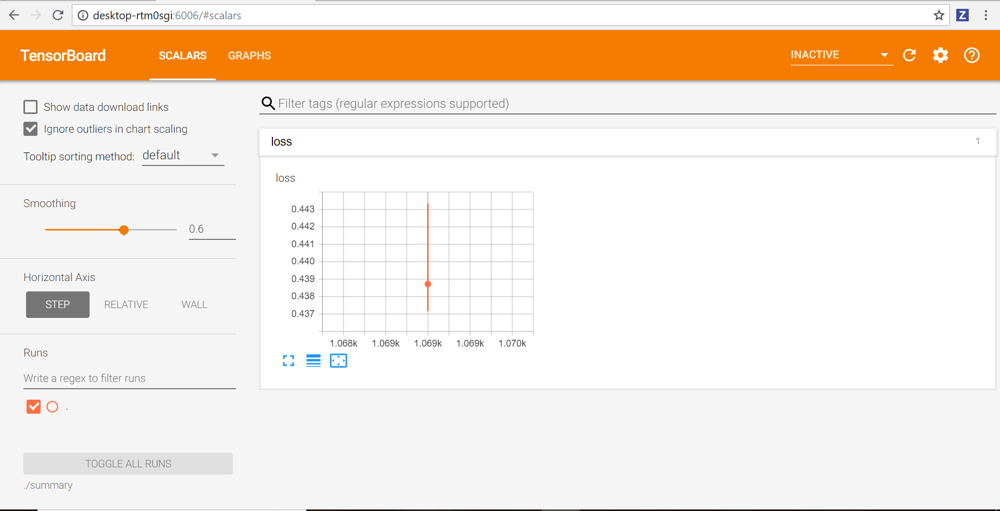 desktop-rtm0sgi:6006/#scalars
Z
TensorBoard
SCALARS
GRAPHS
INACTIVE
Show data download links
Ignore outliers in chart scaling
Tooltip sorting method: default
Smoothing
0.6
Horizontal Axis
STEP RELATIVE WALL
Runs
Write a regex to filter runs
.
TOGGLE ALL RUNS
./summary
Filter tags (regular expressions supported)
loss 1
loss
0.443
0.442
0.441
0.440
0.439
0.438
0.437
1.068k 1.069k 1.069k 1.069k 1.070k